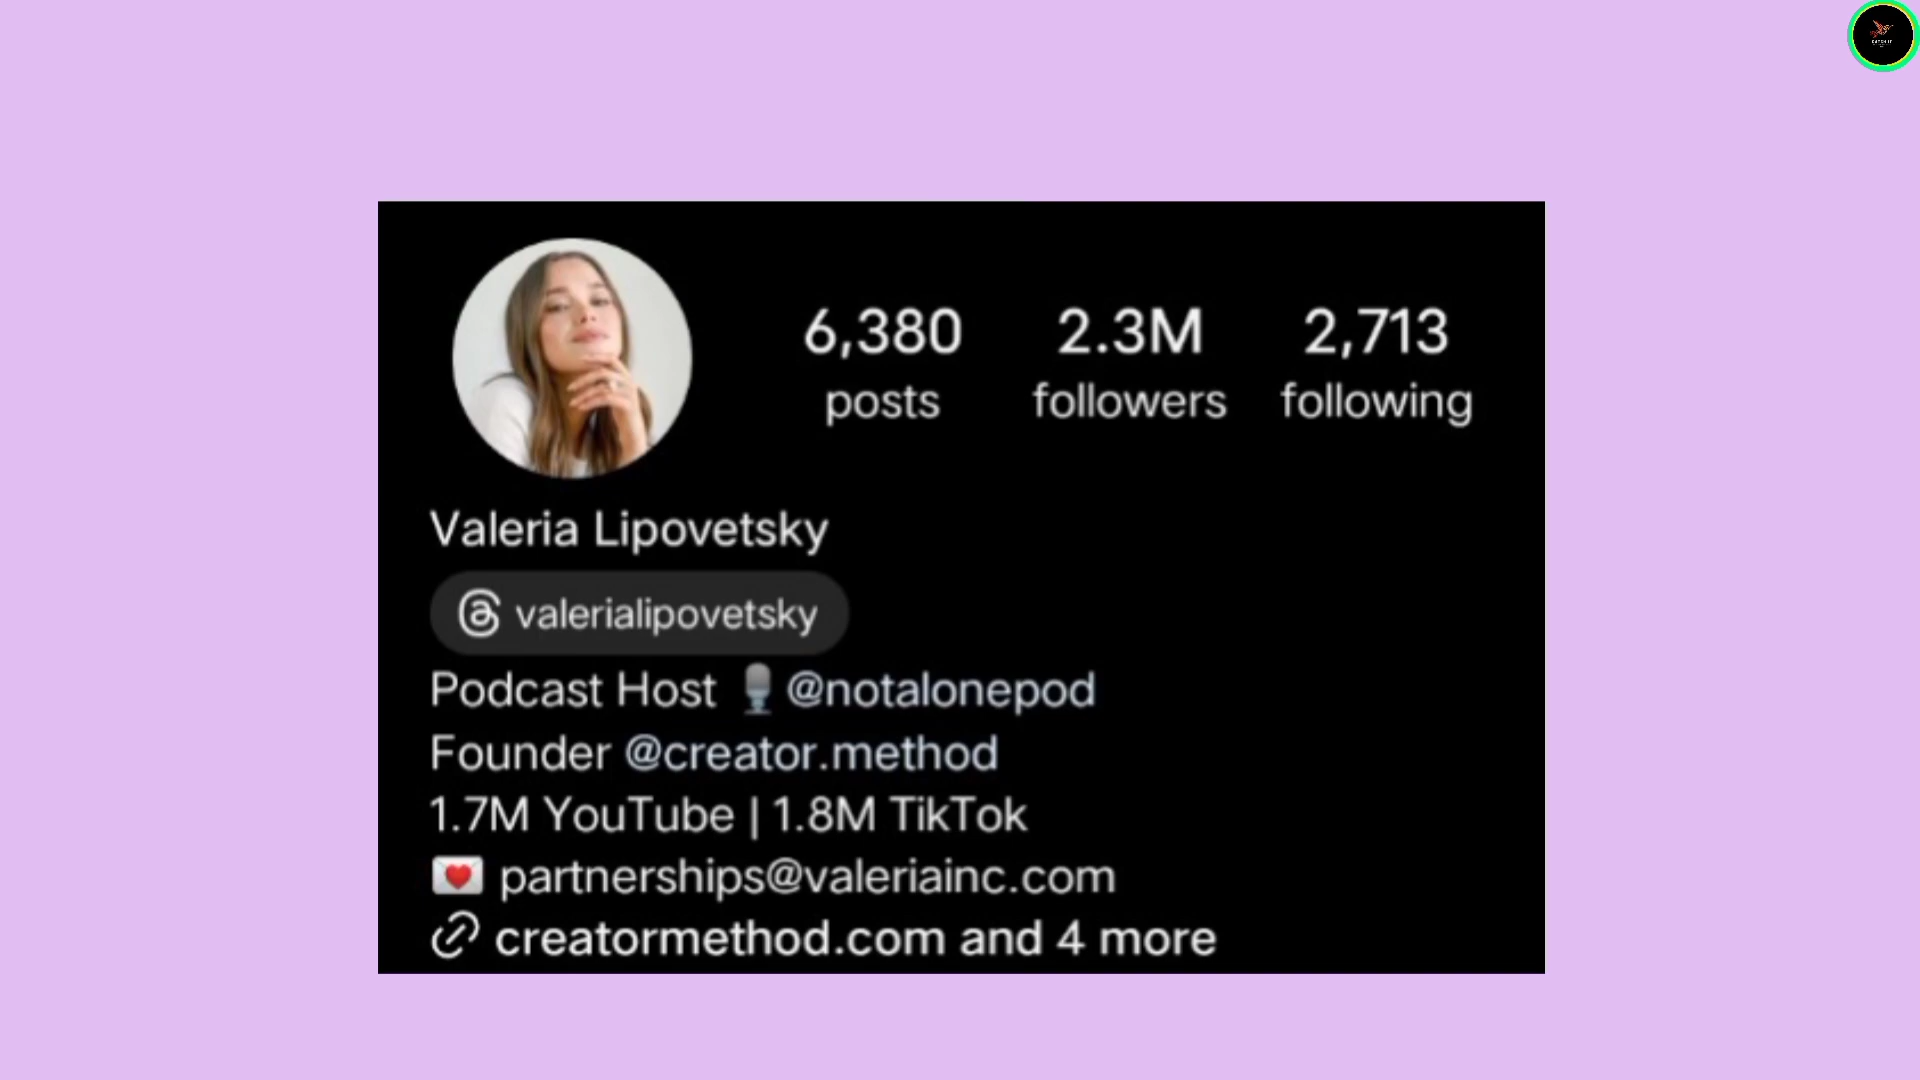 6,380 2.3M 2,713
posts followers following
Valeria Lipovetsky
valerialipovetsky
Podcast Host 🎙️@notalonepod
Founder @creator.method
1.7M YouTube | 1.8M TikTok
💌 partnerships@valeriainc.com
creatormethod.com and 4 more